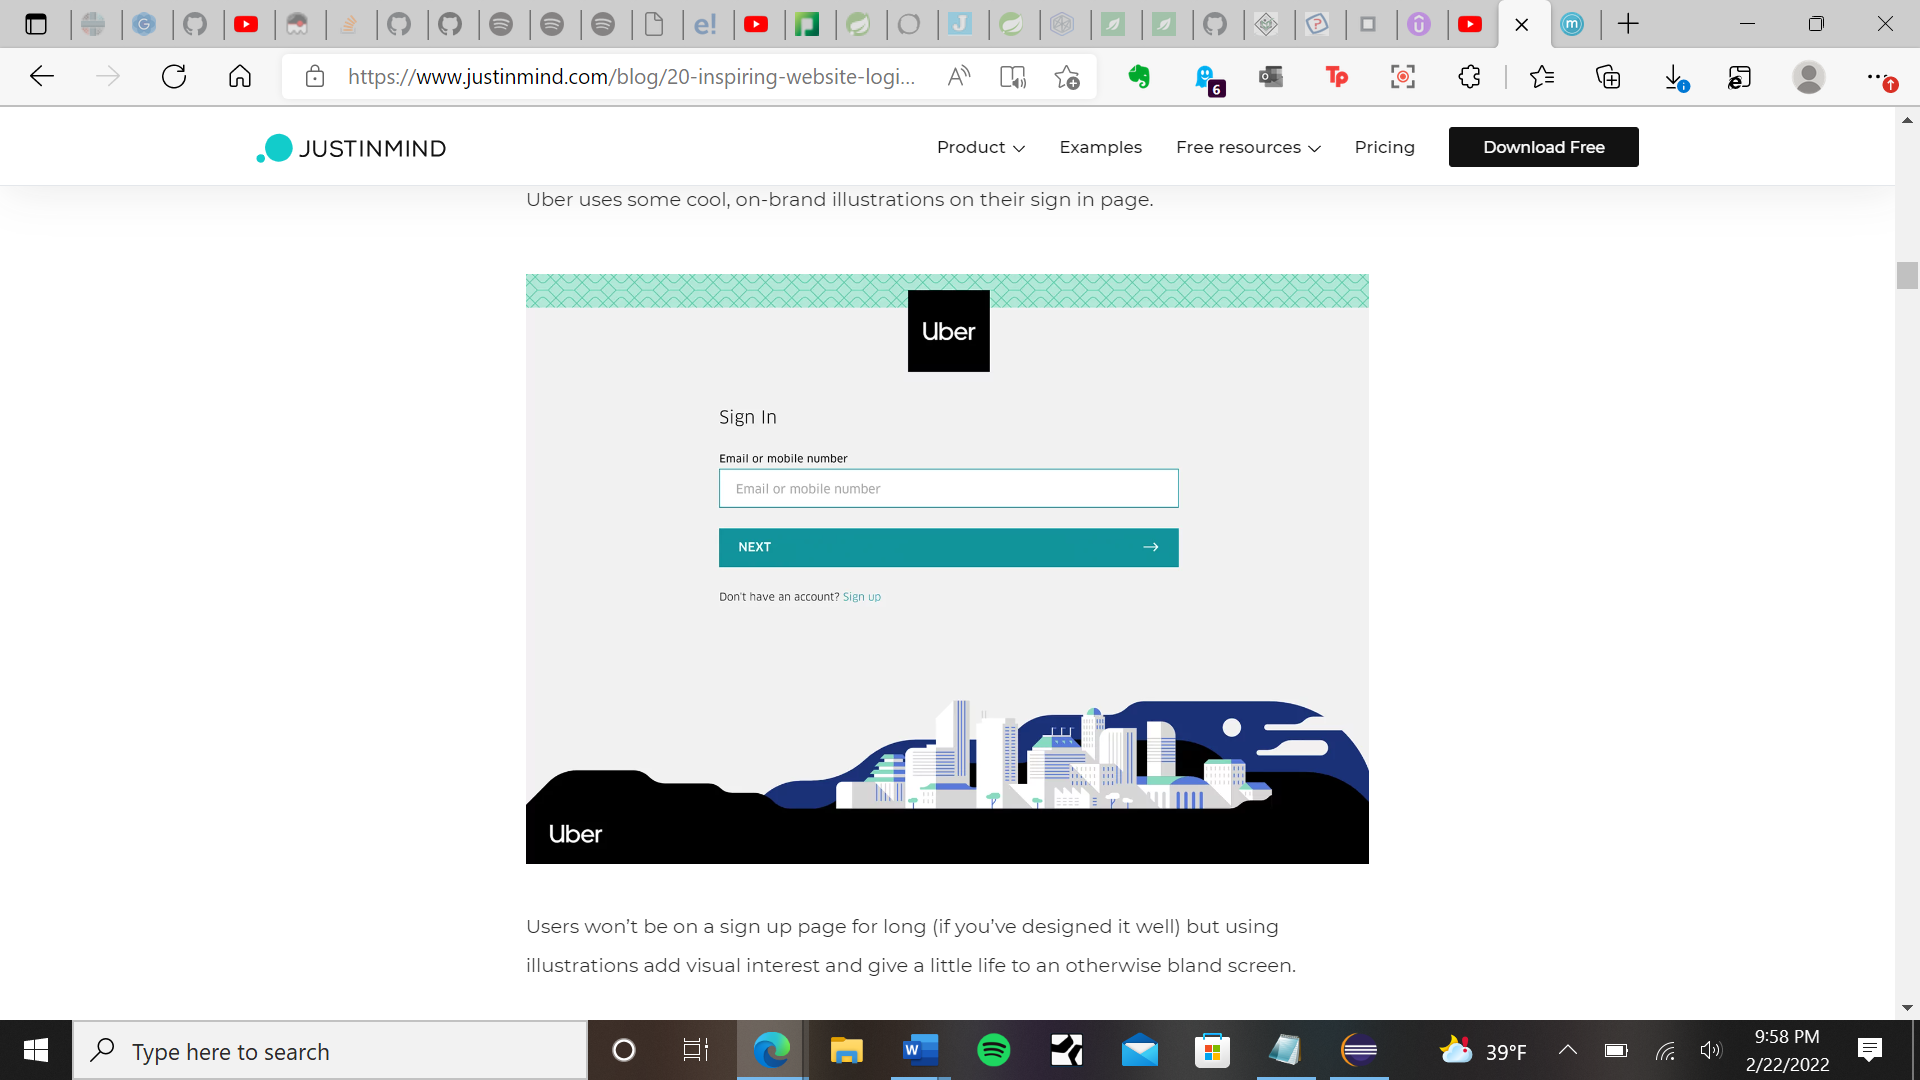 https://www.justinmind.com/blog/20-inspiring-website-logi...
6
JUSTINMIND
Product
Examples
Free resources
Pricing
Download Free
Uber uses some cool, on-brand illustrations on their sign in page.
Uber
Sign In
Email or mobile number
Email or mobile number
NEXT
Don't have an account? Sign up
Uber
Users won’t be on a sign up page for long (if you’ve designed it well) but using
illustrations add visual interest and give a little life to an otherwise bland screen.
Type here to search
39°F
9:58 PM
2/22/2022